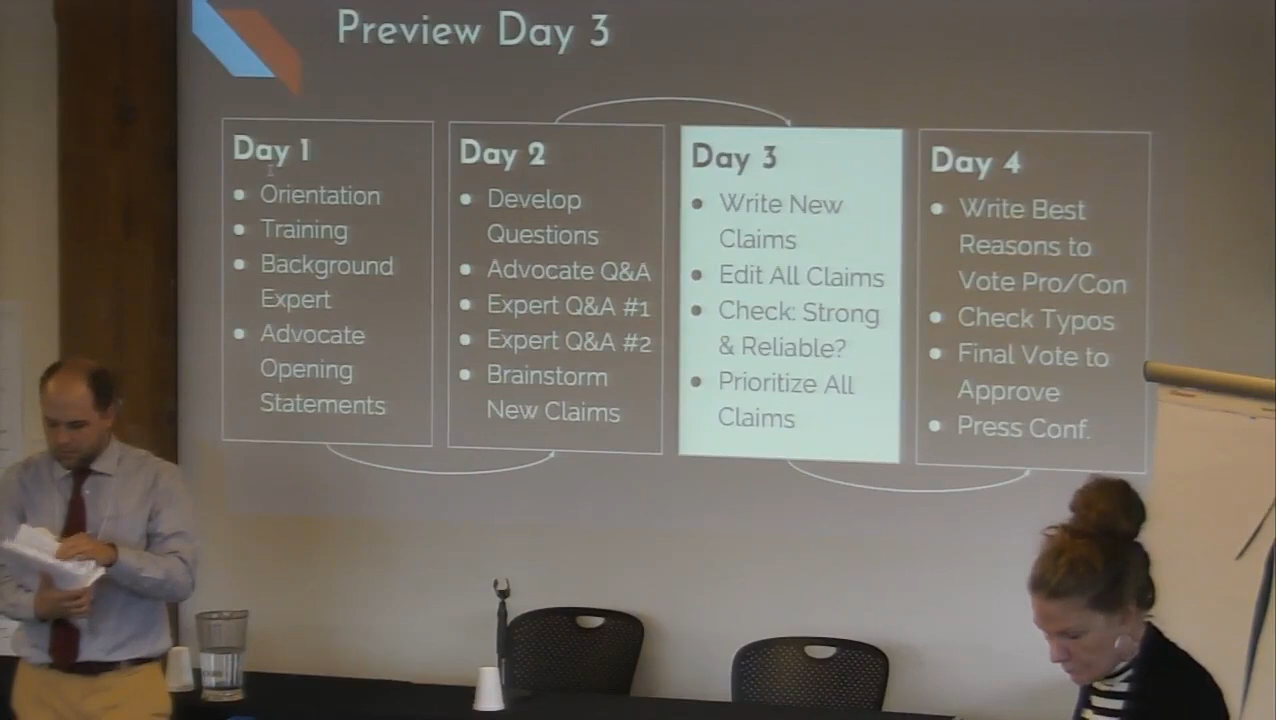 Preview Day 3
Day 1
• Orientation
• Training
• Background
Expert
• Advocate
Opening
Statements
Day 2
• Develop
Questions
• Advocate Q&A
• Expert Q&A #1
• Expert Q&A #2
• Brainstorm
New Claims
Day 3
• Write New
Claims
• Edit All Claims
• Check: Strong
& Reliable?
• Prioritize All
Claims
Day 4
• Write Best
Reasons to
Vote Pro/Con
• Check Typos
• Final Vote to
Approve
• Press Conf.